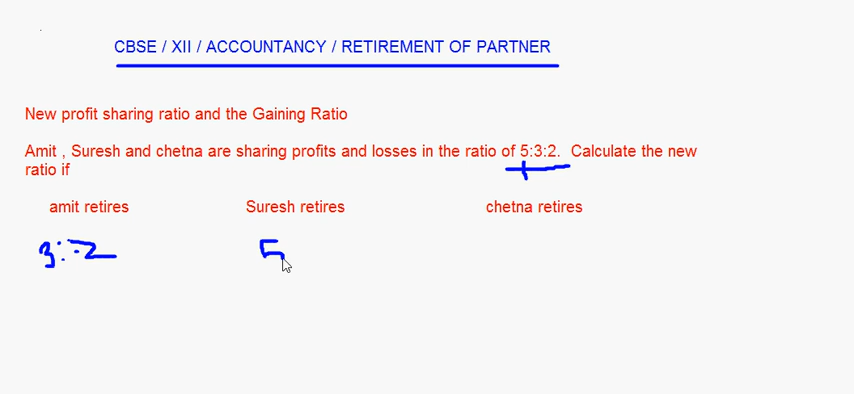 CBSE / XII / ACCOUNTANCY / RETIREMENT OF PARTNER
New profit sharing ratio and the Gaining Ratio
Amit , Suresh and chetna are sharing profits and losses in the ratio of 5:3:2. Calculate the new
ratio if
amit retires Suresh retires chetna retires
3:2 5